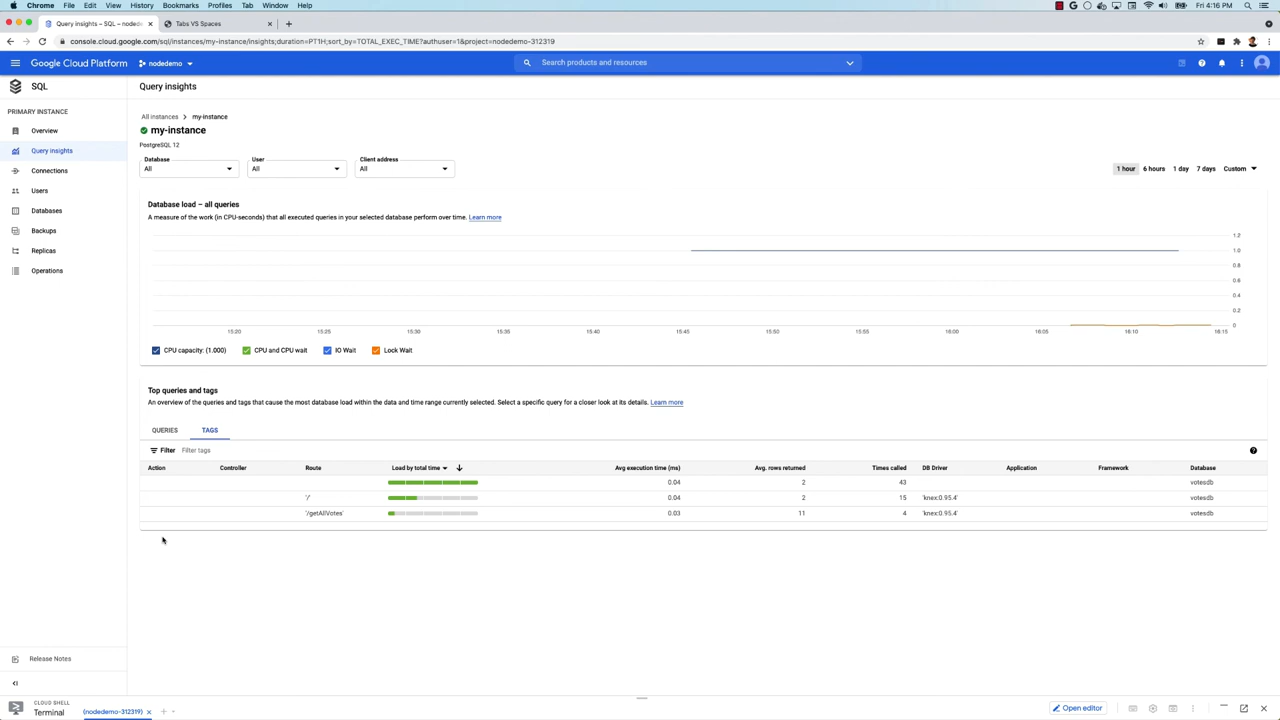 Chrome File Edit View History Bookmarks Profiles Tab Window Help Fri 4:16 PM
Query insights – SQL – nodede Tabs VS Spaces
console.cloud.google.com/sql/instances/my-instance/insights;duration=PT1H;sort_by=TOTAL_EXEC_TIME?authuser=1&project=nodedemo-312319
Google Cloud Platform nodedemo Search products and resources
SQL Query insights
PRIMARY INSTANCE
Overview
Query insights
Connections
Users
Databases
Backups
Replicas
Operations
Release Notes
All instances my-instance
my-instance
PostgreSQL 12
Database User Client address
All All All 1 hour 6 hours 1 day 7 days Custom
Database load – all queries
A measure of the work (in CPU-seconds) that all executed queries in your selected database perform over time. Learn more
1.2
1.0
0.8
0.6
0.4
0.2
0
15:20 15:25 15:30 15:35 15:40 15:45 15:50 15:55 16:00 16:05 16:10 16:15
CPU capacity: (1.000) CPU and CPU wait IO Wait Lock Wait
Top queries and tags
An overview of the queries and tags that cause the most database load within the data and time range currently selected. Select a specific query for a closer look at its details. Learn more
QUERIES TAGS
Filter Filter tags
Action Controller Route Load by total time Avg execution time (ms) Avg. rows returned Times called DB Driver Application Framework Database
0.04 2 43 votesdb
'/' 0.04 2 15 'knex:0.95.4' votesdb
'/getAllVotes' 0.03 11 4 'knex:0.95.4' votesdb
CLOUD SHELL
Terminal (nodedemo-312319) Open editor